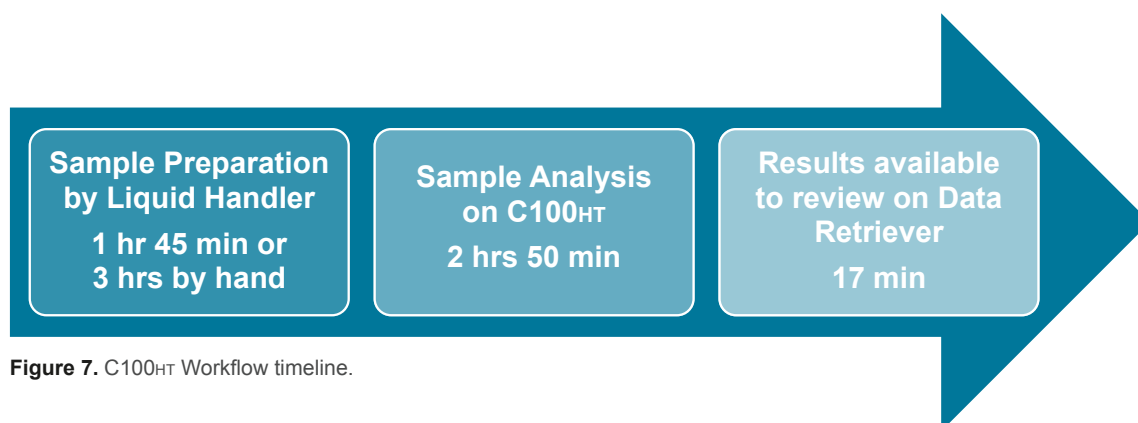 Sample Preparation
by Liquid Handler
1 hr 45 min or
3 hrs by hand
Sample Analysis
on C100HT
2 hrs 50 min
Results available
to review on Data
Retriever
17 min
Figure 7. C100HT Workflow timeline.